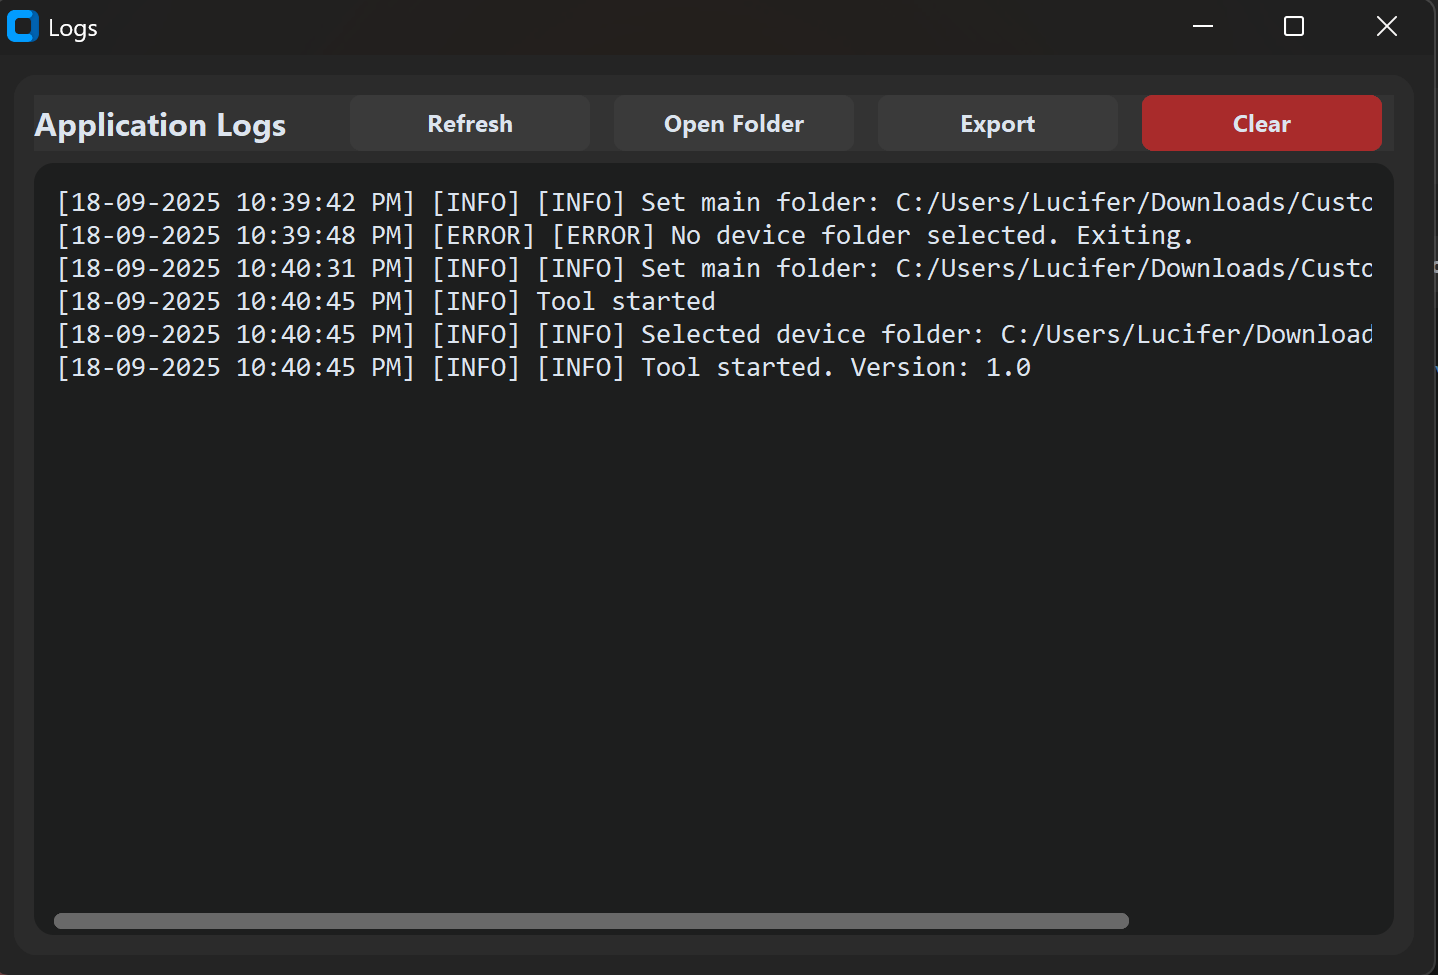 Logs
Application Logs Refresh Open Folder Export Clear
[18-09-2025 10:39:42 PM] [INFO] [INFO] Set main folder: C:/Users/Lucifer/Downloads/Custo
[18-09-2025 10:39:48 PM] [ERROR] [ERROR] No device folder selected. Exiting.
[18-09-2025 10:40:31 PM] [INFO] [INFO] Set main folder: C:/Users/Lucifer/Downloads/Custo
[18-09-2025 10:40:45 PM] [INFO] Tool started
[18-09-2025 10:40:45 PM] [INFO] [INFO] Selected device folder: C:/Users/Lucifer/Download
[18-09-2025 10:40:45 PM] [INFO] [INFO] Tool started. Version: 1.0